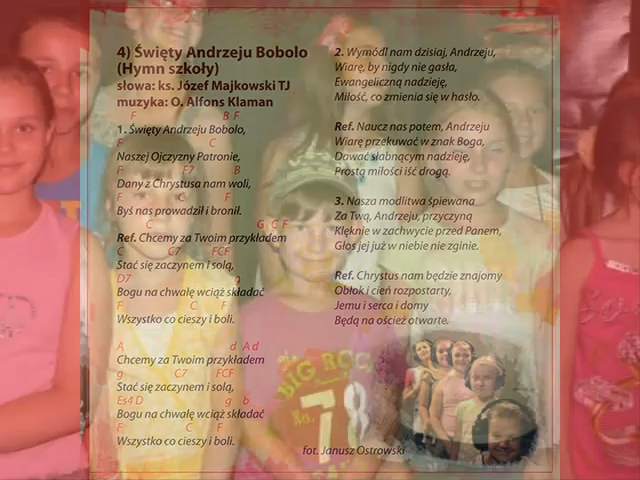 4) Święty Andrzeju Bobolo
(Hymn szkoły)
słowa: ks. Józef Majkowski TJ
muzyka: O. Alfons Klaman
F B F
1. Święty Andrzeju Bobolo,
F C
Naszej Ojczyzny Patronie,
F F7 B
Dany z Chrystusa nam woli,
F C F
Byś nas prowadził i bronił.
C G C F
Ref. Chcemy za Twoim przykładem
C C7 FCF
Stać się zaczynem i solą,
D7 g
Bogu na chwałę wciąż składać
F C F
Wszystko co cieszy i boli.
A d A d
Chcemy za Twoim przykładem
g C7 FCF
Stać się zaczynem i solą,
Es4 D g b
Bogu na chwałę wciąż składać
F C F
Wszystko co cieszy i boli.
2. Wymódl nam dzisiaj, Andrzeju,
Wiarę, by nigdy nie gasła,
Ewangeliczną nadzieję,
Miłość, co zmienia się w hasło.
Ref. Naucz nas potem, Andrzeju
Wiarę przekuwać w znak Boga,
Dawać słabnącym nadzieję,
Prostą miłości iść drogą.
3. Nasza modlitwa śpiewana
Za Twą, Andrzeju, przyczyną
Klęknie w zachwycie przed Panem,
Głos jej już w niebie nie zginie.
Ref. Chrystus nam będzie znajomy
Obłok i cień rozpostarty,
Jemu i serca i domy
Będą na oścież otwarte.
BIG ROCK
No. 78
fot. Janusz Ostrowski